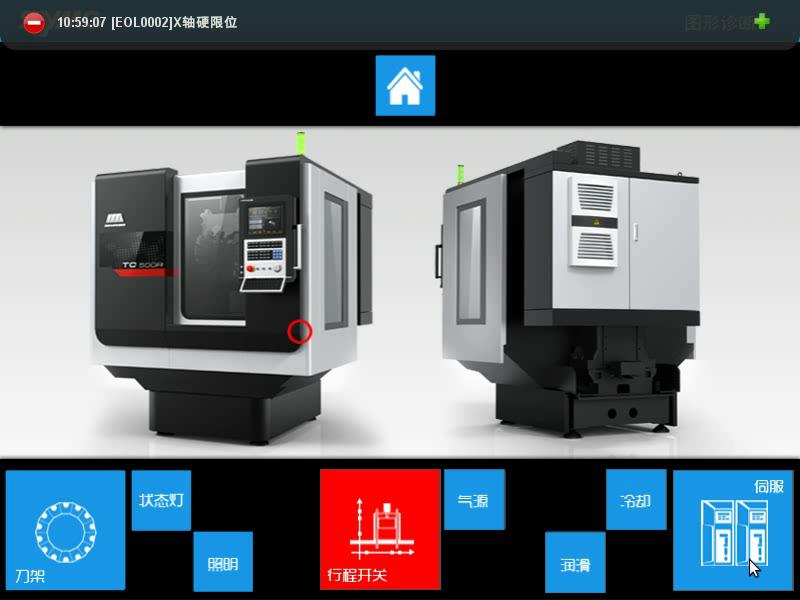 10:59:07 [EOL0002]X轴硬限位
图形诊断
TC 500R
状态灯
气源
冷却
伺服
照明
润滑
刀架
行程开关